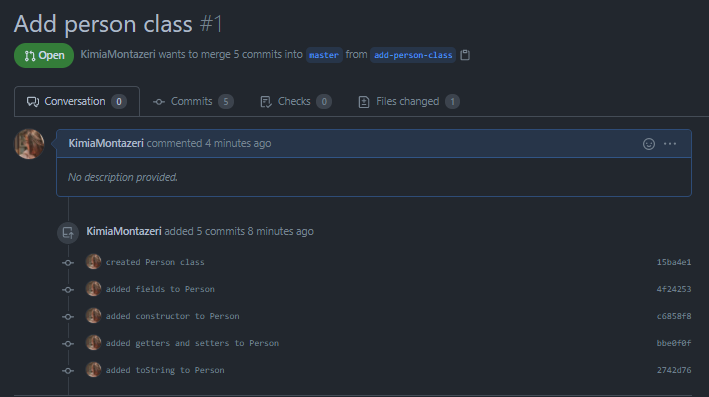 Add person class #1
Open KimiaMontazeri wants to merge 5 commits into master from add-person-class
Conversation 0 Commits 5 Checks 0 Files changed 1
KimiaMontazeri commented 4 minutes ago
No description provided.
KimiaMontazeri added 5 commits 8 minutes ago
created Person class 15ba4e1
added fields to Person 4f24253
added constructor to Person c6858f8
added getters and setters to Person bbe0f0f
added toString to Person 2742d76